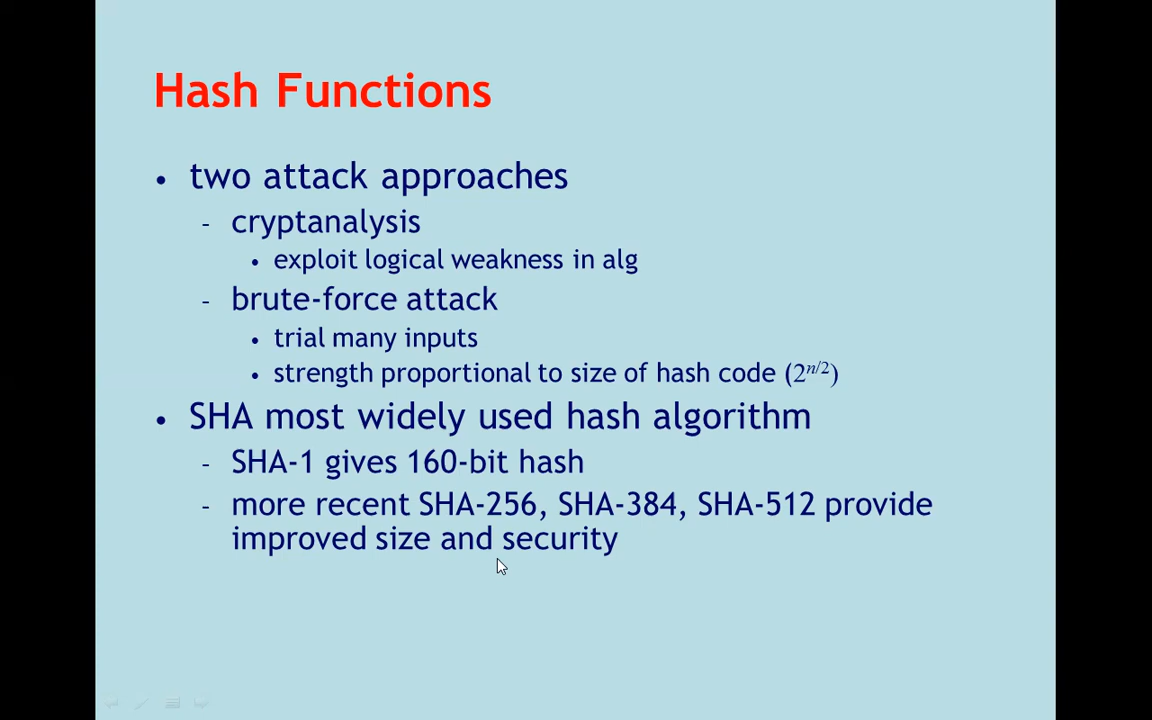 Hash Functions
• two attack approaches
- cryptanalysis
• exploit logical weakness in alg
- brute-force attack
• trial many inputs
• strength proportional to size of hash code (2^{n/2})
• SHA most widely used hash algorithm
- SHA-1 gives 160-bit hash
- more recent SHA-256, SHA-384, SHA-512 provide
improved size and security